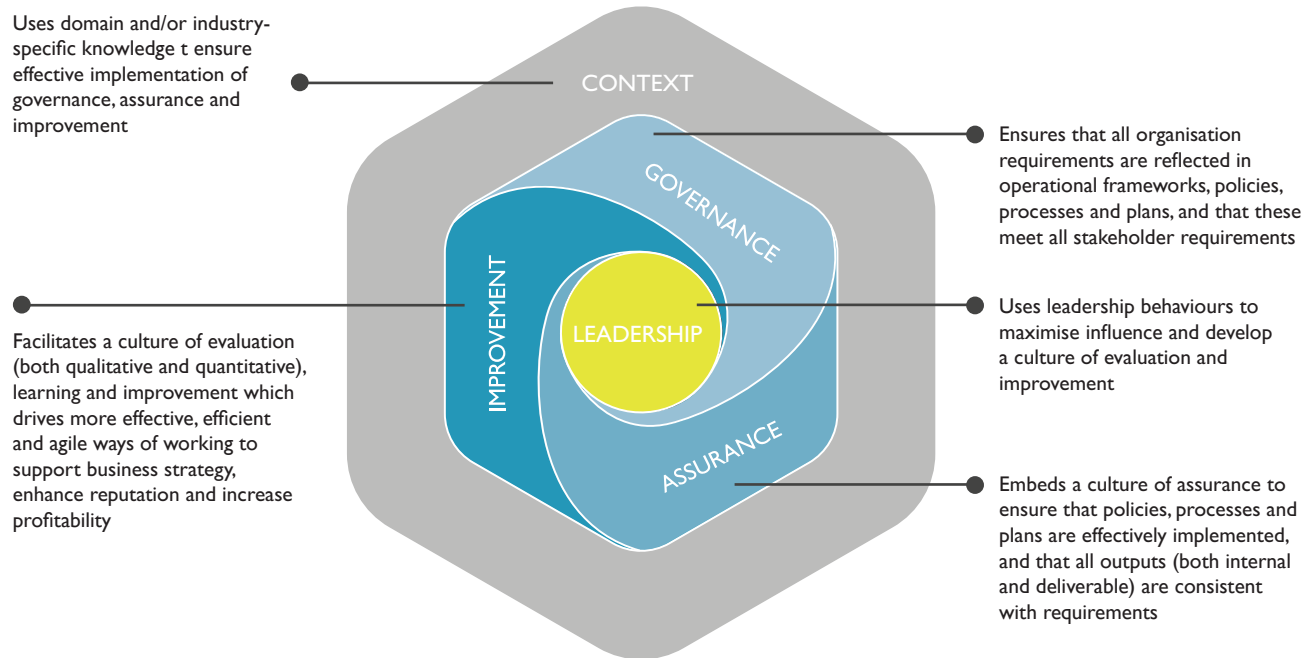 Uses domain and/or industry-
specific knowledge t ensure
effective implementation of
governance, assurance and
improvement
CONTEXT
GOVERNANCE
Ensures that all organisation
requirements are reflected in
operational frameworks, policies,
processes and plans, and that these
meet all stakeholder requirements
IMPROVEMENT
Facilitates a culture of evaluation
(both qualitative and quantitative),
learning and improvement which
drives more effective, efficient
and agile ways of working to
support business strategy,
enhance reputation and increase
profitability
LEADERSHIP
Uses leadership behaviours to
maximise influence and develop
a culture of evaluation and
improvement
ASSURANCE
Embeds a culture of assurance to
ensure that policies, processes and
plans are effectively implemented,
and that all outputs (both internal
and deliverable) are consistent
with requirements